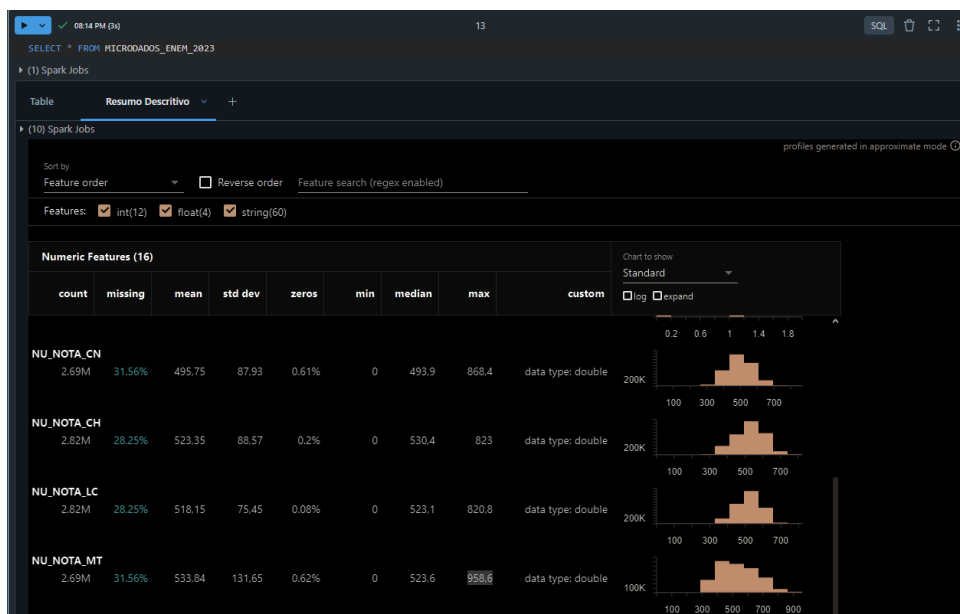 08:14 PM (3s) 13 SQL
SELECT * FROM MICRODADOS_ENEM_2023
(1) Spark Jobs
Table Resumo Descritivo +
(10) Spark Jobs
profiles generated in approximate mode
Sort by
Feature order Reverse order Feature search (regex enabled)
Features: int(12) float(4) string(60)
Numeric Features (16) Chart to show
Standard
count missing mean std dev zeros min median max custom log expand
0.2 0.6 1 1.4 1.8
NU_NOTA_CN
2.69M 31.56% 495,75 87,93 0.61% 0 493,9 868,4 data type: double 200K
100 300 500 700
NU_NOTA_CH
2.82M 28.25% 523,35 88,57 0.2% 0 530,4 823 data type: double 200K
100 300 500 700
NU_NOTA_LC
2.82M 28.25% 518,15 75,45 0.08% 0 523,1 820,8 data type: double 200K
100 300 500 700
NU_NOTA_MT
2.69M 31.56% 533,84 131,65 0.62% 0 523,6 958,6 data type: double 100K
100 300 500 700 900